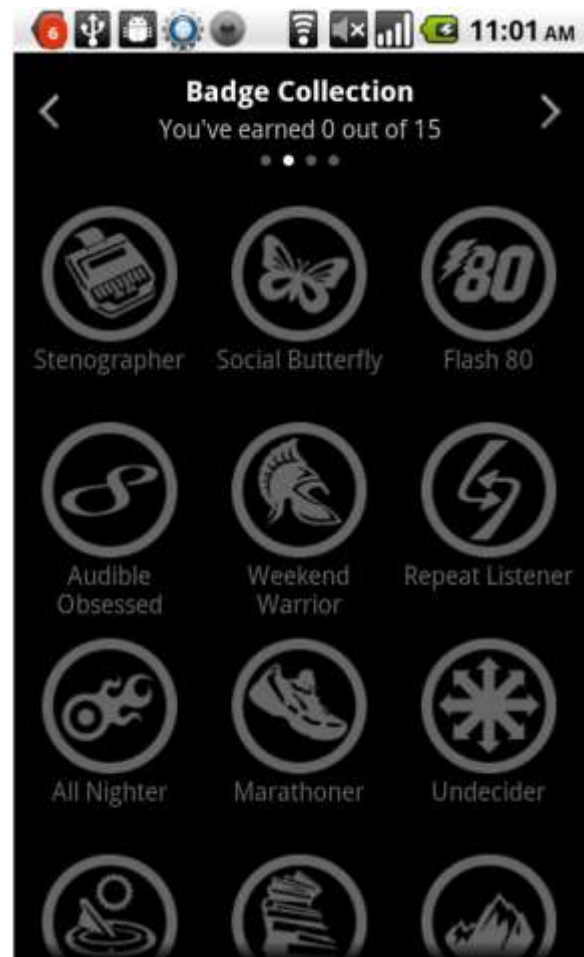 6
11:01 AM
Badge Collection
You've earned 0 out of 15
Stenographer
Social Butterfly
80
Flash 80
Audible
Obsessed
Weekend
Warrior
Repeat Listener
All Nighter
Marathoner
Undecider